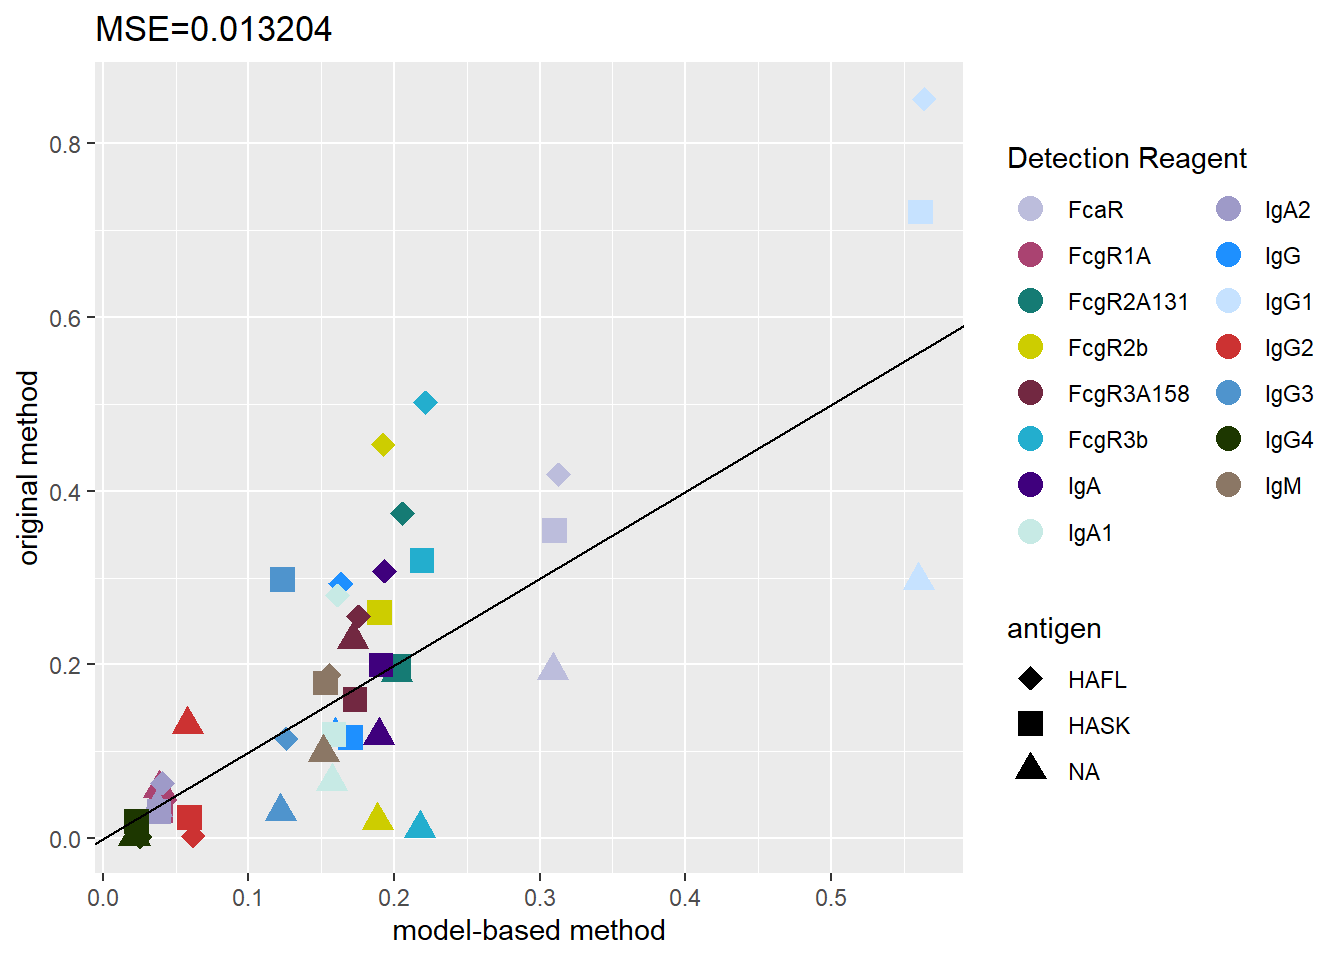 MSE=0.013204
0.8
0.6
0.4
0.2
0.0
original method
0.0 0.1 0.2 0.3 0.4 0.5
model-based method
Detection Reagent
FcaR IgA2
FcgR1A IgG
FcgR2A131 IgG1
FcgR2b IgG2
FcgR3A158 IgG3
FcgR3b IgG4
IgA IgM
IgA1
antigen
HAFL
HASK
NA